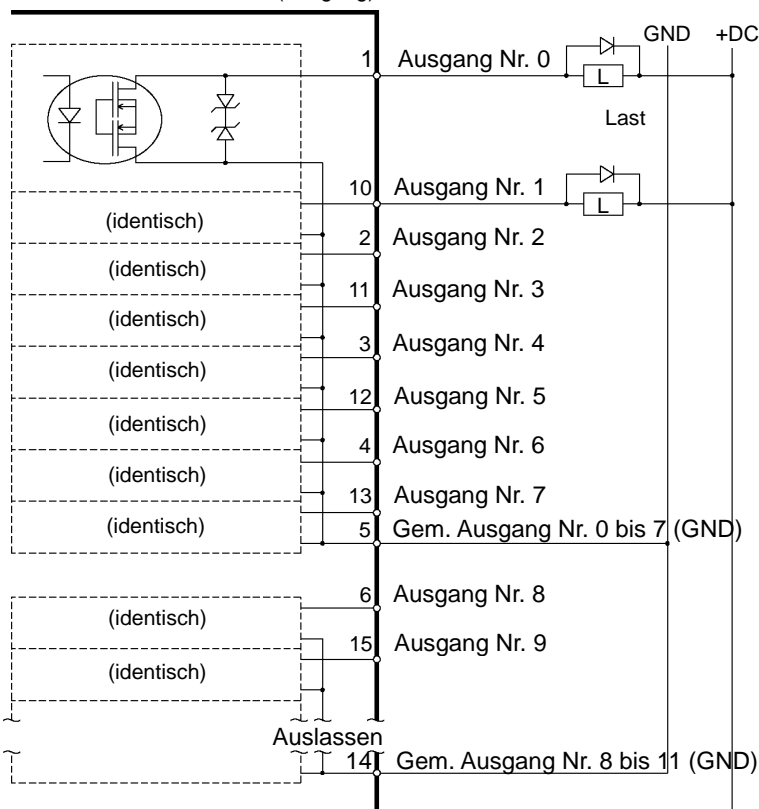 GND +DC
1 Ausgang Nr. 0
L
Last
10 Ausgang Nr. 1
L
(identisch)
2 Ausgang Nr. 2
(identisch)
11 Ausgang Nr. 3
(identisch)
3 Ausgang Nr. 4
(identisch)
12 Ausgang Nr. 5
(identisch)
4 Ausgang Nr. 6
(identisch)
13 Ausgang Nr. 7
(identisch)
5 Gem. Ausgang Nr. 0 bis 7 (GND)
6 Ausgang Nr. 8
(identisch)
15 Ausgang Nr. 9
(identisch)
Auslassen
14 Gem. Ausgang Nr. 8 bis 11 (GND)